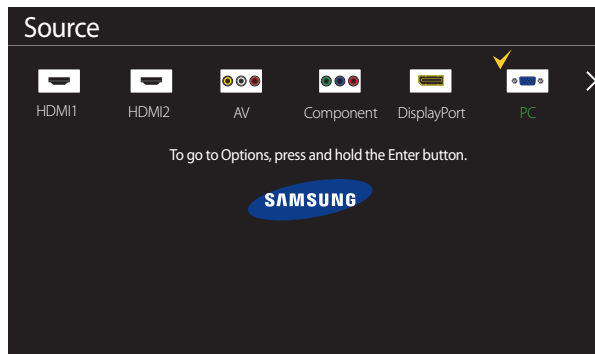 Source
HDMI1 HDMI2 AV Component DisplayPort PC
To go to Options, press and hold the Enter button.
SAMSUNG